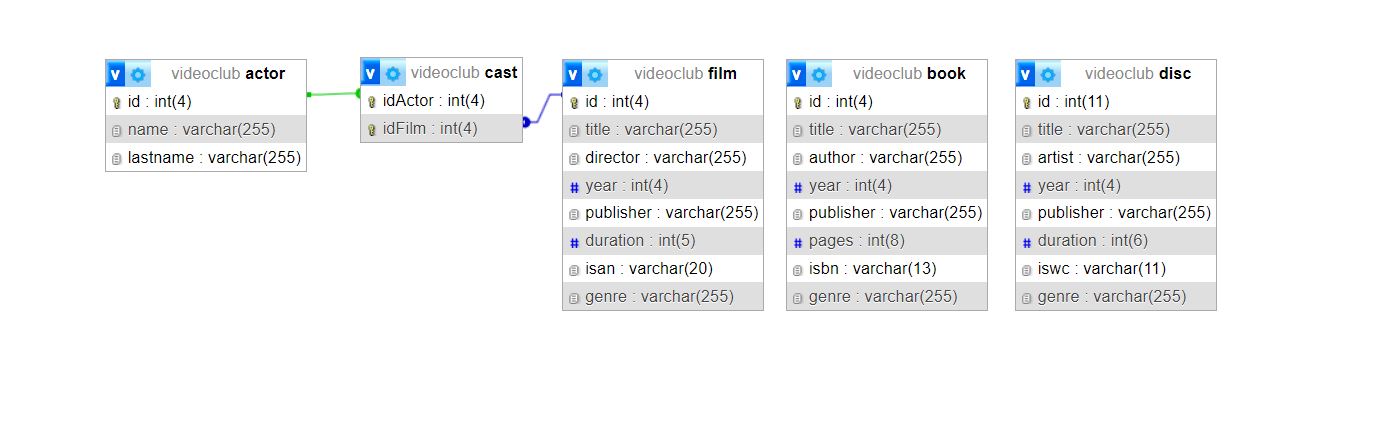 v videoclub actor
id : int(4)
name : varchar(255)
lastname : varchar(255)
v videoclub cast
idActor : int(4)
idFilm : int(4)
v videoclub film
id : int(4)
title : varchar(255)
director : varchar(255)
# year : int(4)
publisher : varchar(255)
# duration : int(5)
isan : varchar(20)
genre : varchar(255)
v videoclub book
id : int(4)
title : varchar(255)
author : varchar(255)
# year : int(4)
publisher : varchar(255)
# pages : int(8)
isbn : varchar(13)
genre : varchar(255)
v videoclub disc
id : int(11)
title : varchar(255)
artist : varchar(255)
# year : int(4)
publisher : varchar(255)
# duration : int(6)
iswc : varchar(11)
genre : varchar(255)